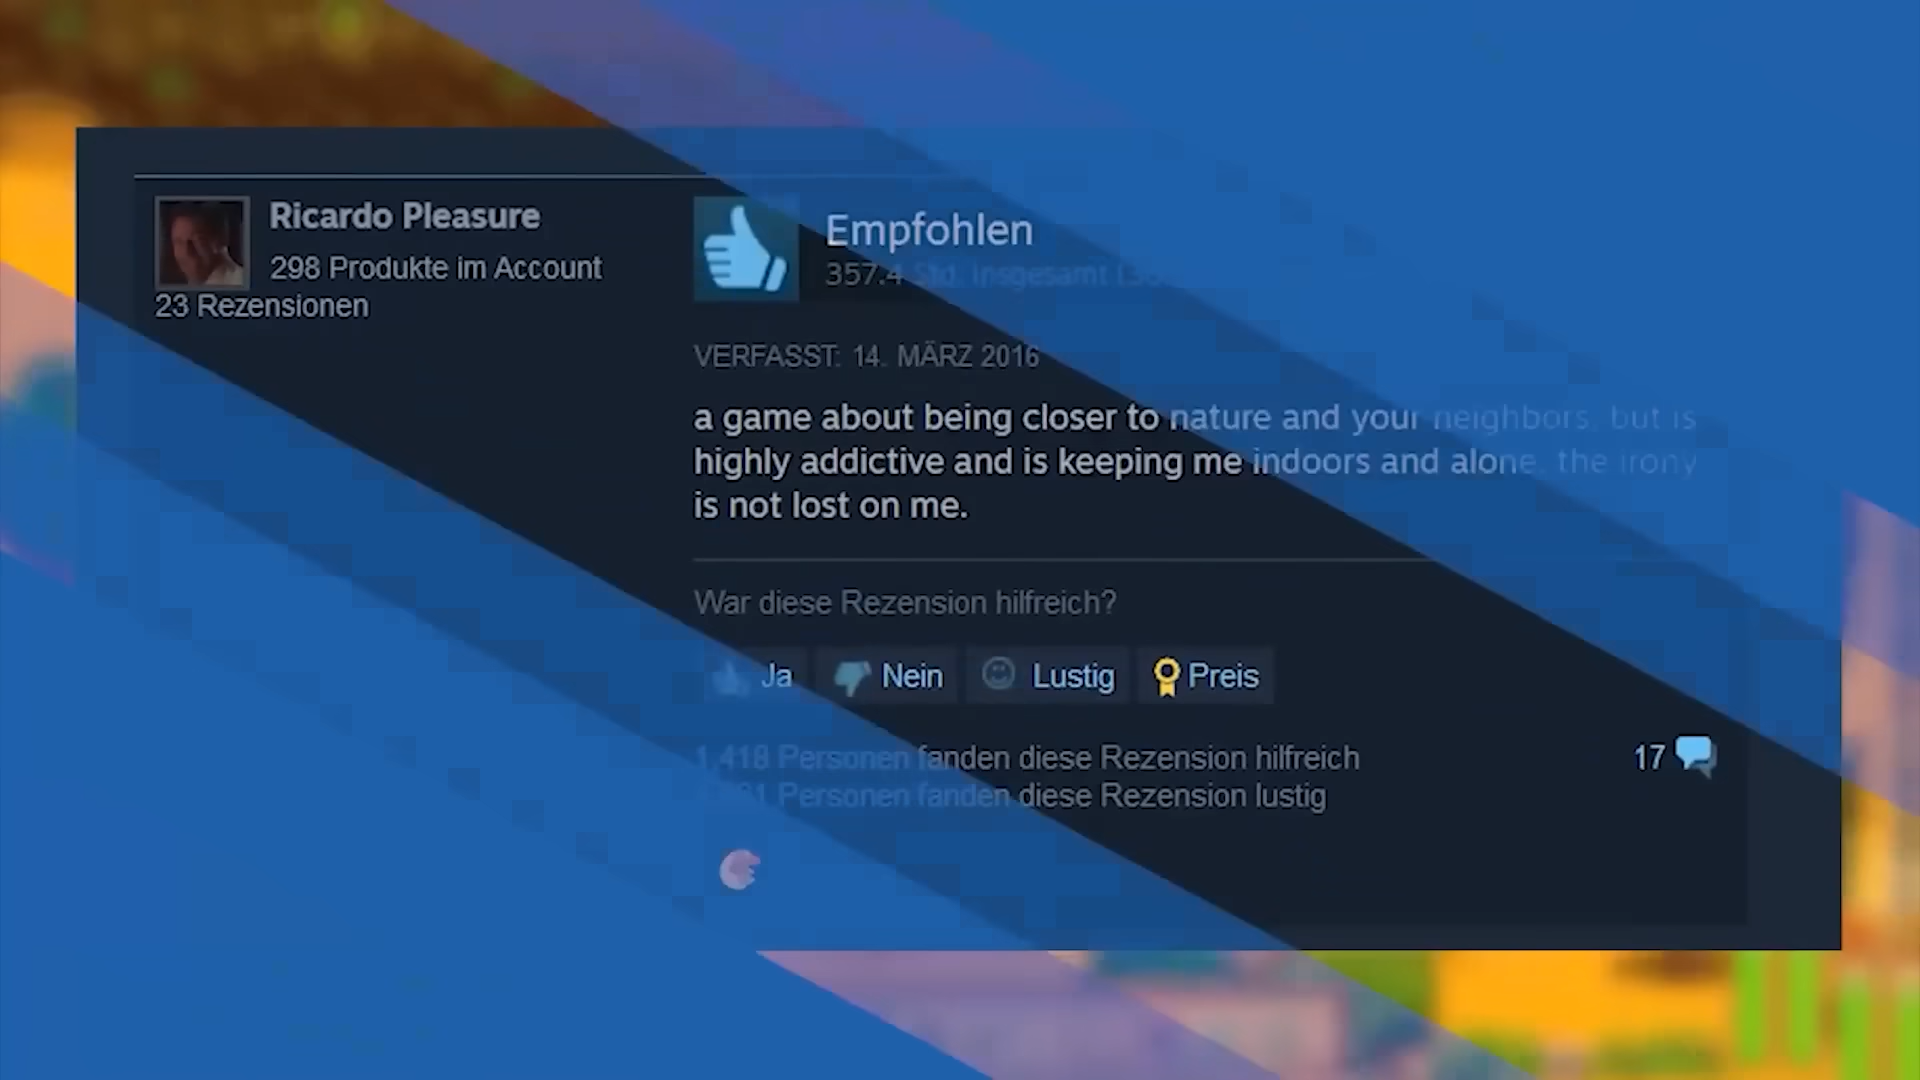 Ricardo Pleasure
298 Produkte im Account
23 Rezensionen
Empfohlen
357.4 Std. insgesamt
VERFASST: 14. MÄRZ 2016
a game about being closer to nature and your neighbors, but is
highly addictive and is keeping me indoors and alone, the irony
is not lost on me.
War diese Rezension hilfreich?
Ja Nein Lustig Preis
1,418 Personen fanden diese Rezension hilfreich
Personen fanden diese Rezension lustig
17